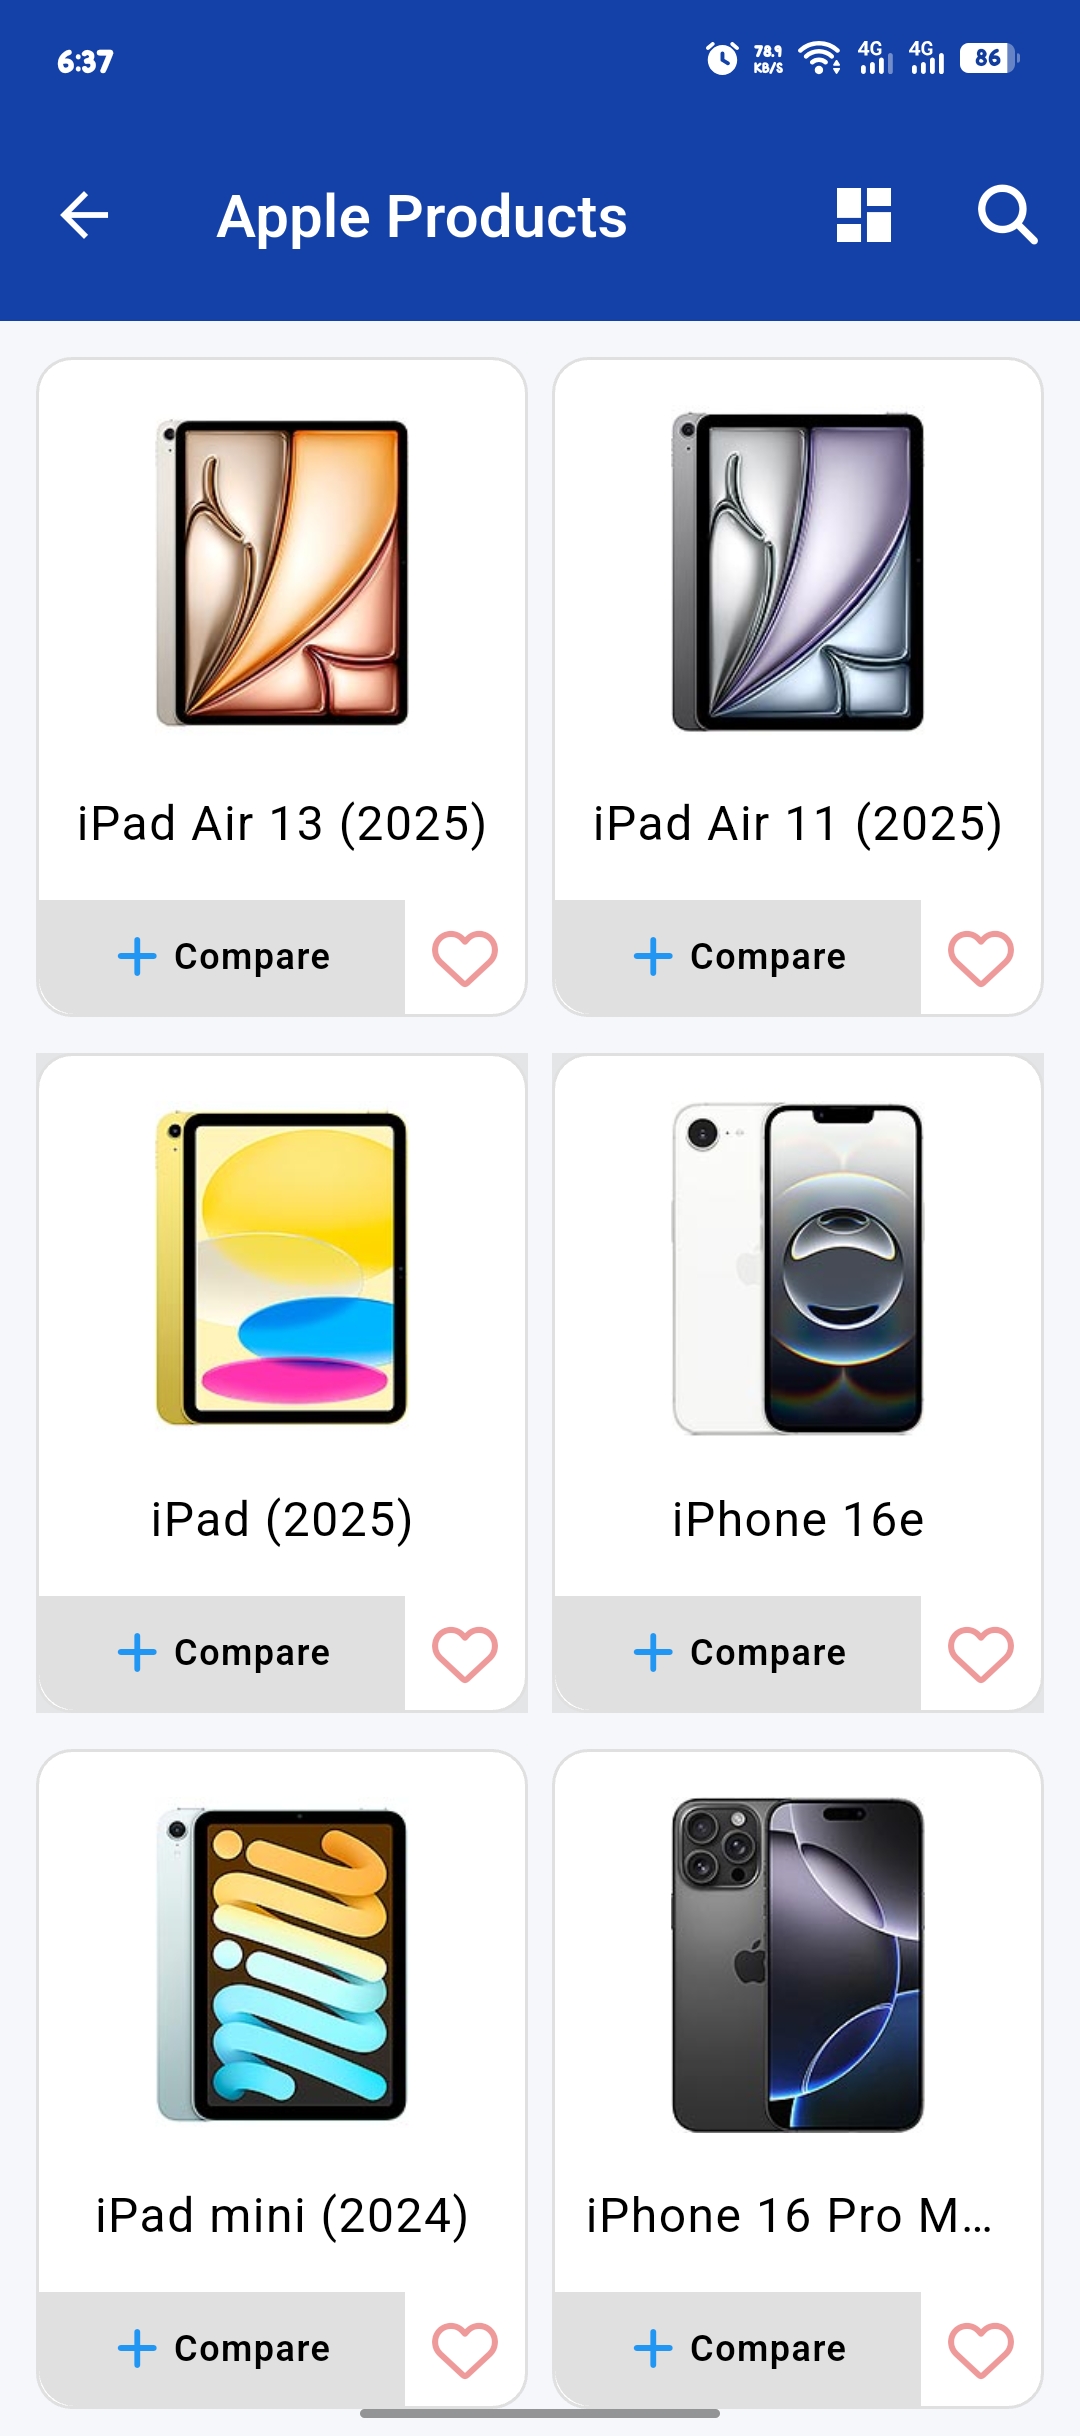 6:37
78.9
KB/S
4G
4G
86
Apple Products
iPad Air 13 (2025)
iPad Air 11 (2025)
Compare
Compare
iPad (2025)
iPhone 16e
Compare
Compare
iPad mini (2024)
iPhone 16 Pro M...
Compare
Compare